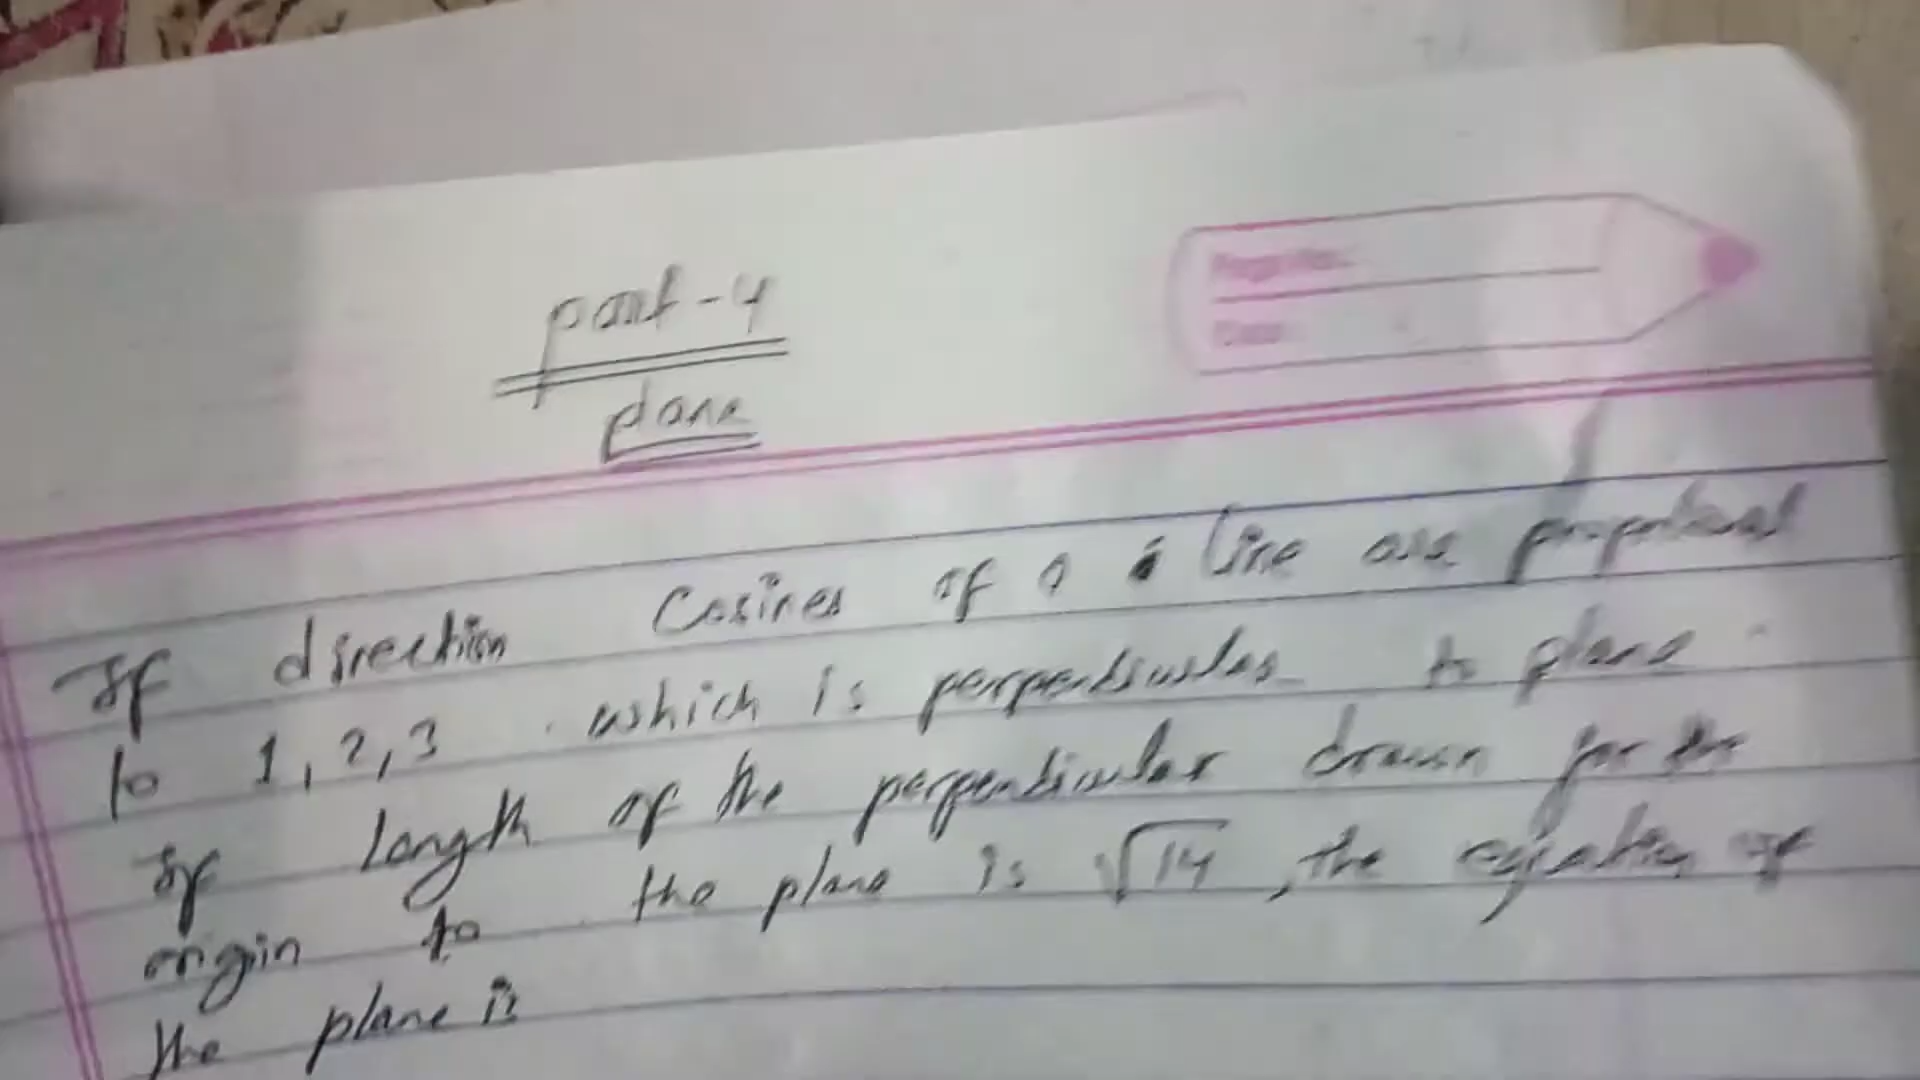 part-4
plane
If direction Cosines of a line are proportional
to 1, 2, 3 which is perpendicular to plane
If length of the perpendicular drawn for the
origin to the plane is √14, the equation of
the plane is